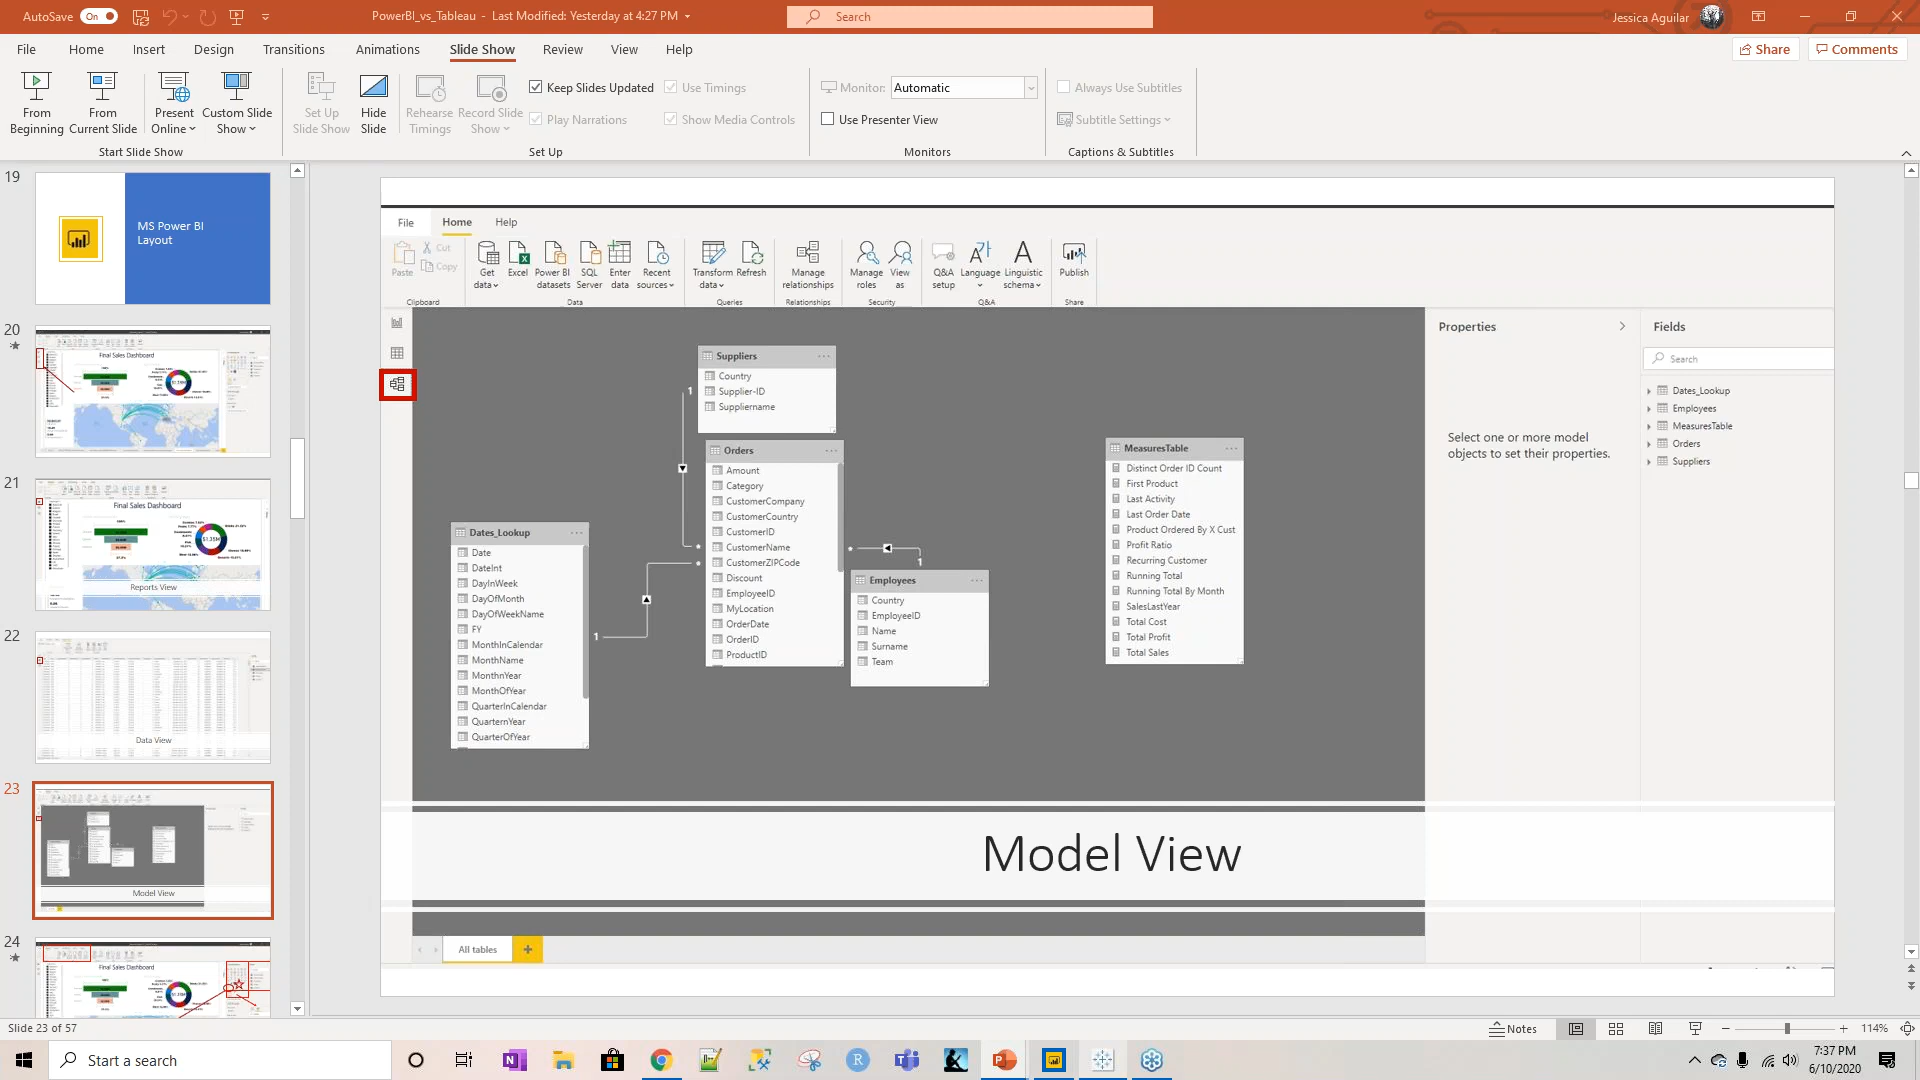 AutoSave On PowerBI_vs_Tableau - Last Modified: Yesterday at 4:27 PM Search Jessica Aguilar
File Home Insert Design Transitions Animations Slide Show Review View Help Share Comments
From Beginning
From Current Slide
Present Online
Custom Slide Show
Set Up Slide Show
Hide Slide
Rehearse Timings
Record Slide Show
Keep Slides Updated
Play Narrations
Use Timings
Show Media Controls
Monitor: Automatic
Use Presenter View
Always Use Subtitles
Subtitle Settings
Start Slide Show Set Up Monitors Captions & Subtitles
19
MS Power BI
Layout
20
Final Sales Dashboard
21
Final Sales Dashboard
Reports View
22
Data View
23
Model View
24
Final Sales Dashboard
File Home Help
Paste
Cut
Copy
Get data
Excel
Power BI datasets
SQL Server
Enter data
Recent sources
Transform data
Refresh
Manage relationships
Manage roles
View as
Q&A setup
Language
Linguistic schema
Publish
Clipboard Data Queries Relationships Security Q&A Share
Suppliers
Country
Supplier-ID
Suppliername
1
Orders
Amount
Category
CustomerCompany
CustomerCountry
CustomerID
CustomerName
CustomerZIPCode
Discount
EmployeeID
MyLocation
OrderDate
OrderID
ProductID
Dates_Lookup
Date
DateInt
DayInWeek
DayOfMonth
DayOfWeekName
FY
MonthInCalendar
MonthName
MonthnYear
MonthOfYear
QuarterInCalendar
QuarternYear
QuarterOfYear
1
1
Employees
Country
EmployeeID
Name
Surname
Team
MeasuresTable
Distinct Order ID Count
First Product
Last Activity
Last Order Date
Product Ordered By X Cust
Profit Ratio
Recurring Customer
Running Total
Running Total By Month
SalesLastYear
Total Cost
Total Profit
Total Sales
Properties
Select one or more model
objects to set their properties.
Fields
Search
Dates_Lookup
Employees
MeasuresTable
Orders
Suppliers
Model View
All tables
Slide 23 of 57 Notes 114%
Start a search
7:37 PM
6/10/2020